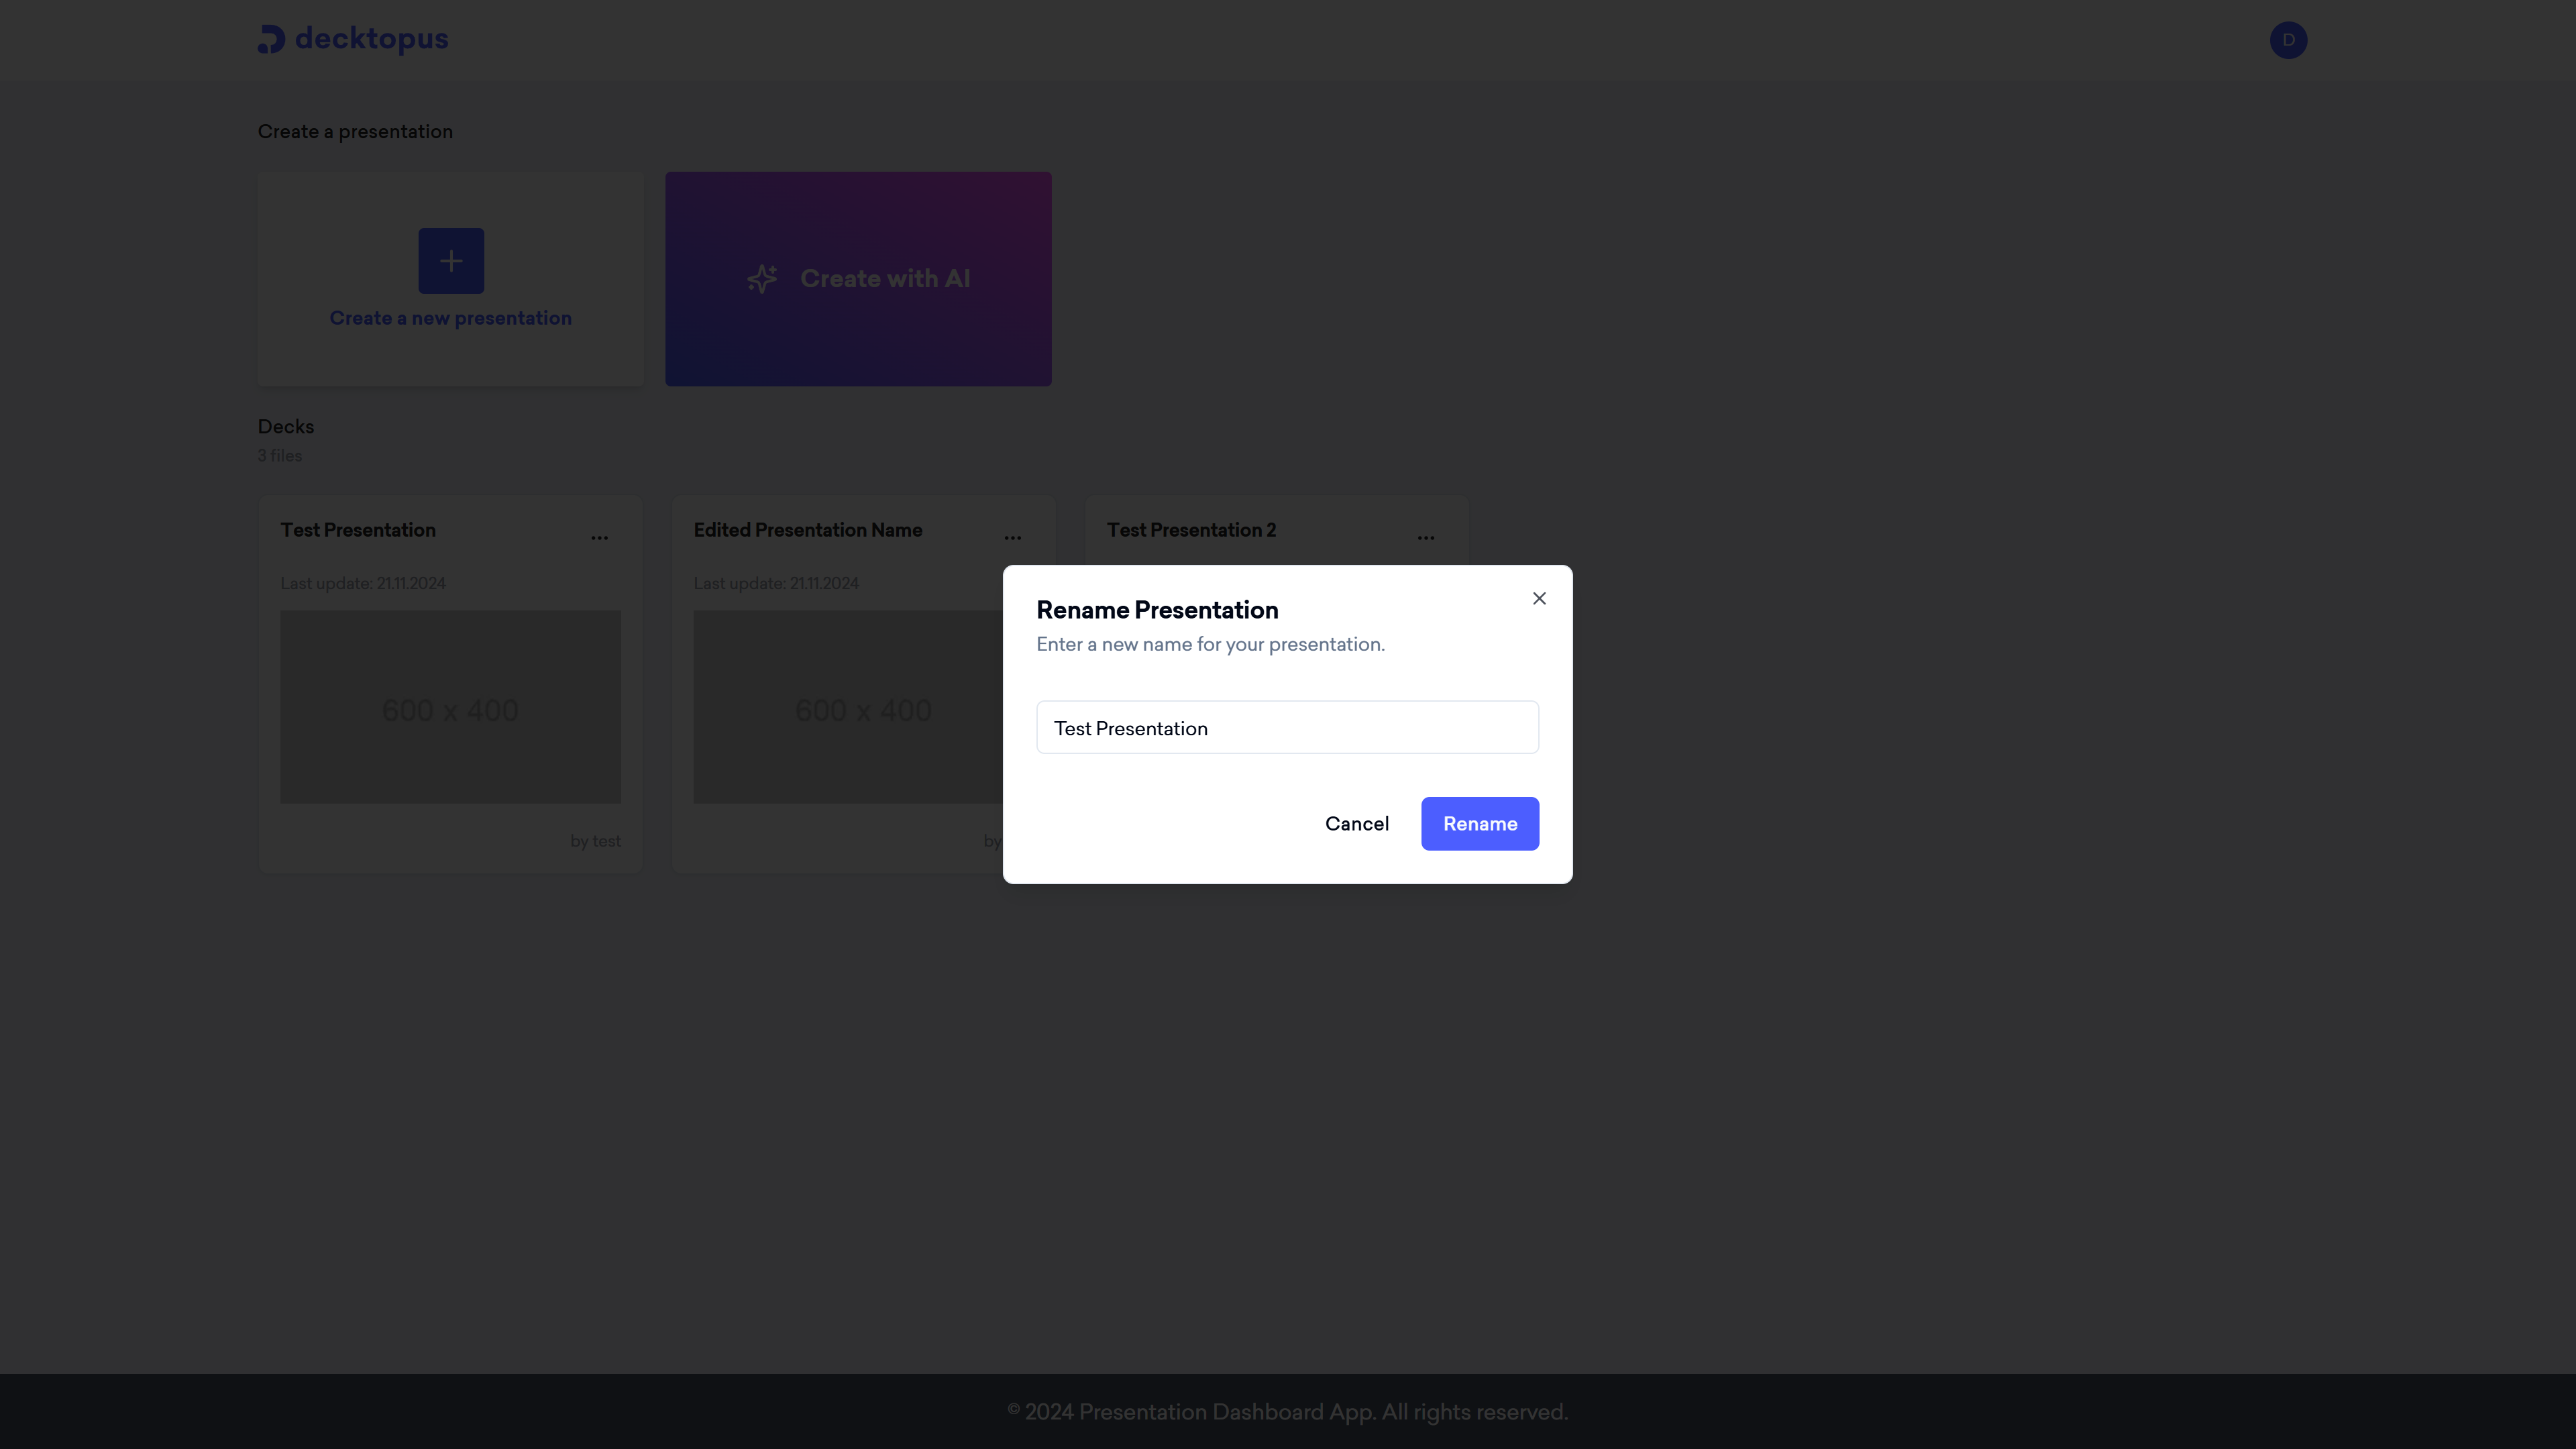 decktopus
D
Create a presentation
Create a new presentation
Create with AI
Decks
3 files
Test Presentation
Last update: 21.11.2024
600 x 400
by test
Edited Presentation Name
Last update: 21.11.2024
600 x 400
by
Test Presentation 2
Rename Presentation
Enter a new name for your presentation.
Test Presentation
Cancel
Rename
© 2024 Presentation Dashboard App. All rights reserved.